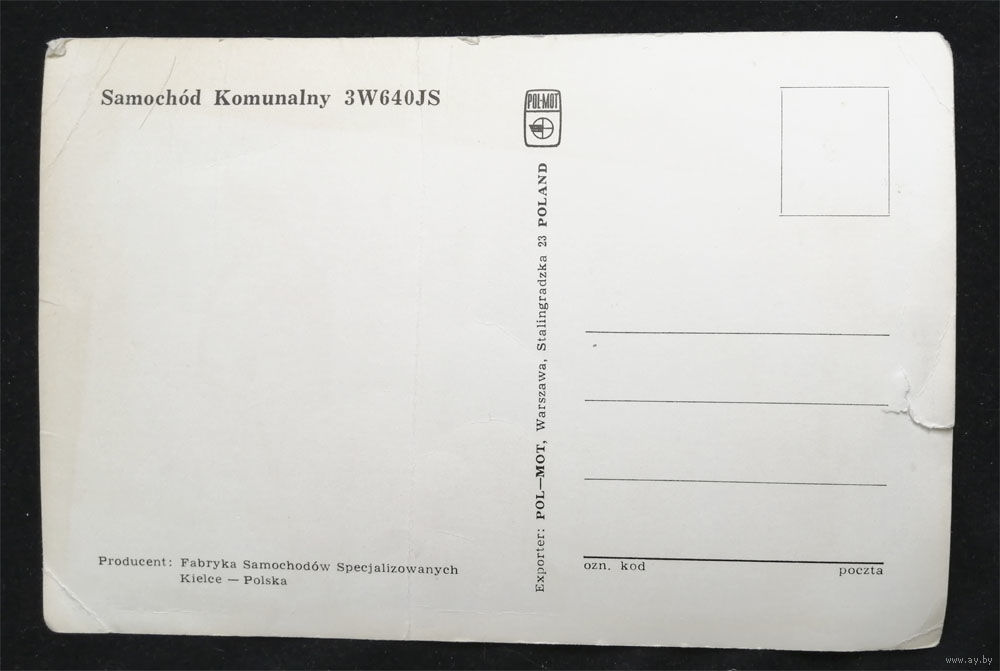 Samochód Komunalny 3W640JS
POL-MOT
Exporter: POL—MOT, Warszawa, Stalingradzka 23 POLAND
Producent: Fabryka Samochodów Specjalizowanych
Kielce — Polska
ozn. kod
poczta
www.ay.by